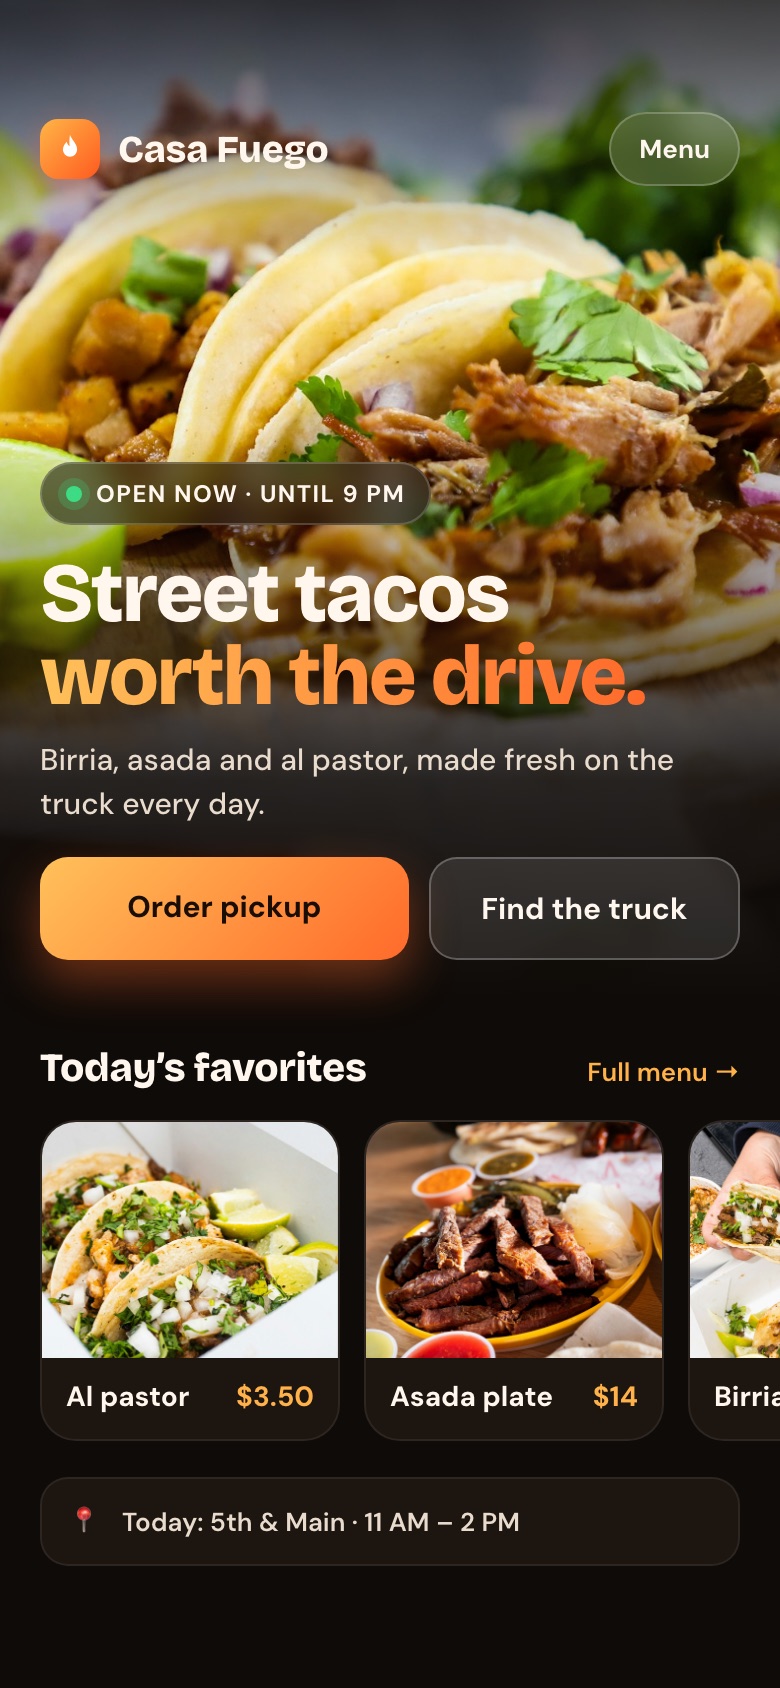 Casa Fuego
Menu
OPEN NOW · UNTIL 9 PM
Street tacos
worth the drive.
Birria, asada and al pastor, made fresh on the
truck every day.
Order pickup
Find the truck
Today's favorites
Full menu →
Al pastor $3.50
Asada plate $14
Birria
Today: 5th & Main · 11 AM – 2 PM